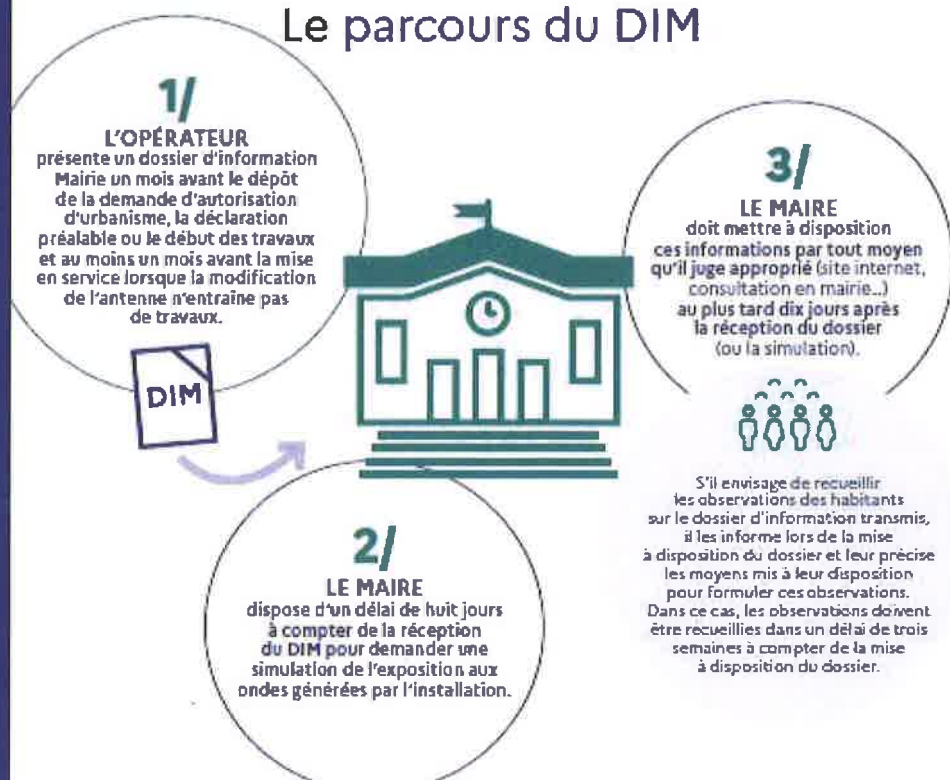 Le parcours du DIM
1/
L'OPÉRATEUR
présente un dossier d'information
Mairie un mois avant le dépôt
de la demande d'autorisation
d'urbanisme, la déclaration
préalable ou le début des travaux
et au moins un mois avant la mise
en service lorsque la modification
de l'antenne n'entraîne pas
de travaux.
DIM
2/
LE MAIRE
dispose d'un délai de huit jours
à compter de la réception
du DIM pour demander une
simulation de l'exposition aux
ondes générées par l'installation.
3/
LE MAIRE
doit mettre à disposition
ces informations par tout moyen
qu'il juge approprié (site internet,
consultation en mairie...)
au plus tard dix jours après
la réception du dossier
(ou la simulation).
S'il envisage de recueillir
les observations des habitants
sur le dossier d'information transmis,
il les informe lors de la mise
à disposition du dossier et leur précise
les moyens mis à leur disposition
pour formuler ces observations.
Dans ce cas, les observations doivent
être recueillies dans un délai de trois
semaines à compter de la mise
à disposition du dossier.